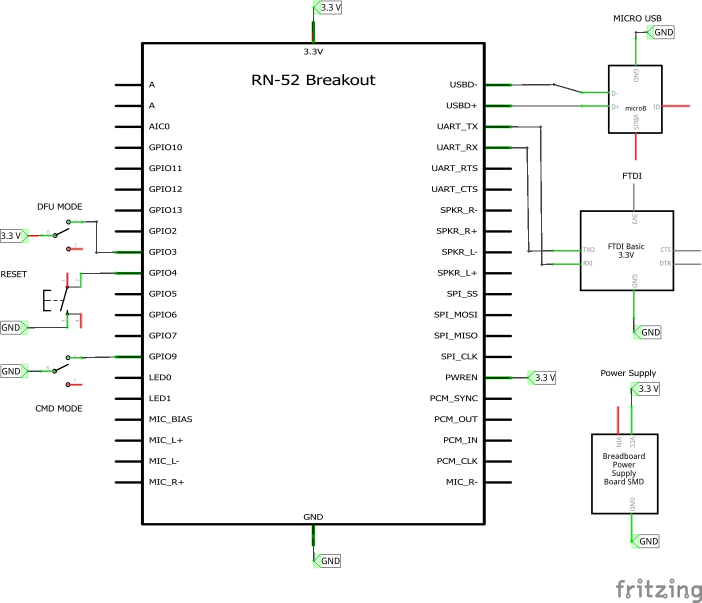 3.3 V
MICRO USB
GND
3.3V
RN-52 Breakout
GND
D-
D+
microB
ID
VBUS
A
A
AIC0
GPIO10
GPIO11
GPIO12
GPIO13
GPIO2
GPIO3
GPIO4
GPIO5
GPIO6
GPIO7
GPIO9
LED0
LED1
MIC_BIAS
MIC_L+
MIC_L-
MIC_R+
USBD-
USBD+
UART_TX
UART_RX
UART_RTS
UART_CTS
SPKR_R-
SPKR_R+
SPKR_L-
SPKR_L+
SPI_SS
SPI_MOSI
SPI_MISO
SPI_CLK
PWREN
PCM_SYNC
PCM_OUT
PCM_IN
PCM_CLK
MIC_R-
GND
GND
DFU MODE
3.3 V
RESET
GND
GND
CMD MODE
FTDI
3V3
FTDI Basic
3.3V
TXO
RXI
CTS
DTR
GND
GND
3.3 V
Power Supply
3.3 V
VIN
VCC
Breadboard
Power
Supply
Board SMD
GND
GND
fritzing